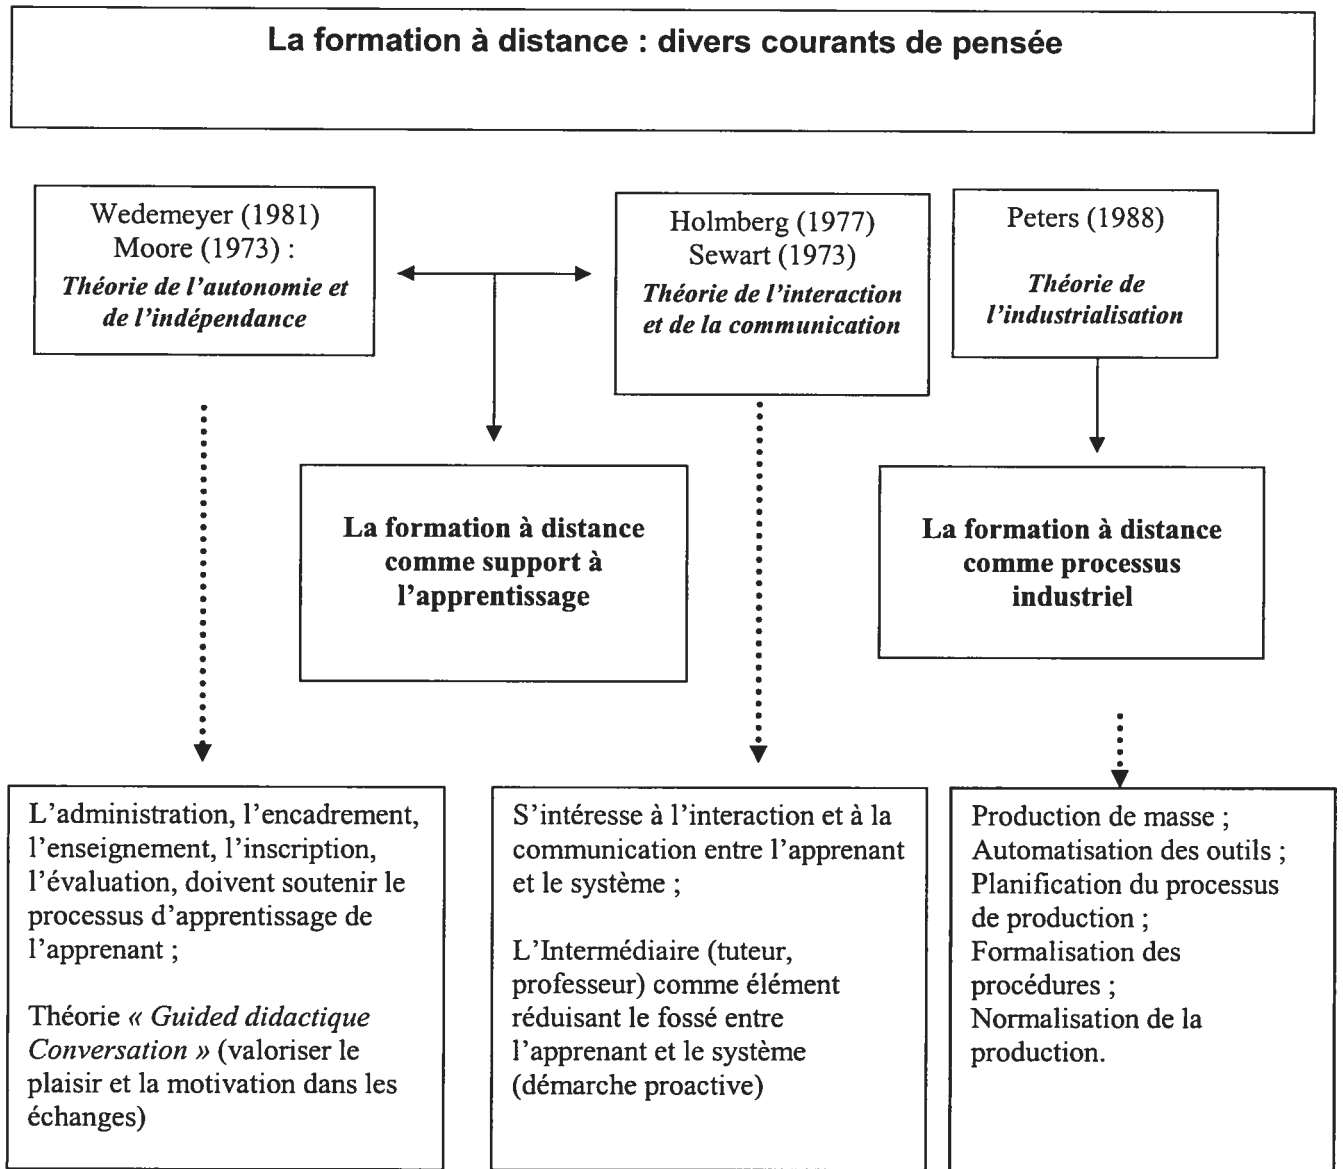 La formation à distance : divers courants de pensée
Wedemeyer (1981)
Moore (1973) :
Théorie de l'autonomie et
de l'indépendance
Holmberg (1977)
Sewart (1973)
Théorie de l'interaction
et de la communication
Peters (1988)
Théorie de
l'industrialisation
La formation à distance
comme support à
l'apprentissage
La formation à distance
comme processus
industriel
L'administration, l'encadrement,
l'enseignement, l'inscription,
l'évaluation, doivent soutenir le
processus d'apprentissage de
l'apprenant ;
Théorie « Guided didactique
Conversation » (valoriser le
plaisir et la motivation dans les
échanges)
S'intéresse à l'interaction et à la
communication entre l'apprenant
et le système ;
L'Intermédiaire (tuteur,
professeur) comme élément
réduisant le fossé entre
l'apprenant et le système
(démarche proactive)
Production de masse ;
Automatisation des outils ;
Planification du processus
de production ;
Formalisation des
procédures ;
Normalisation de la
production.